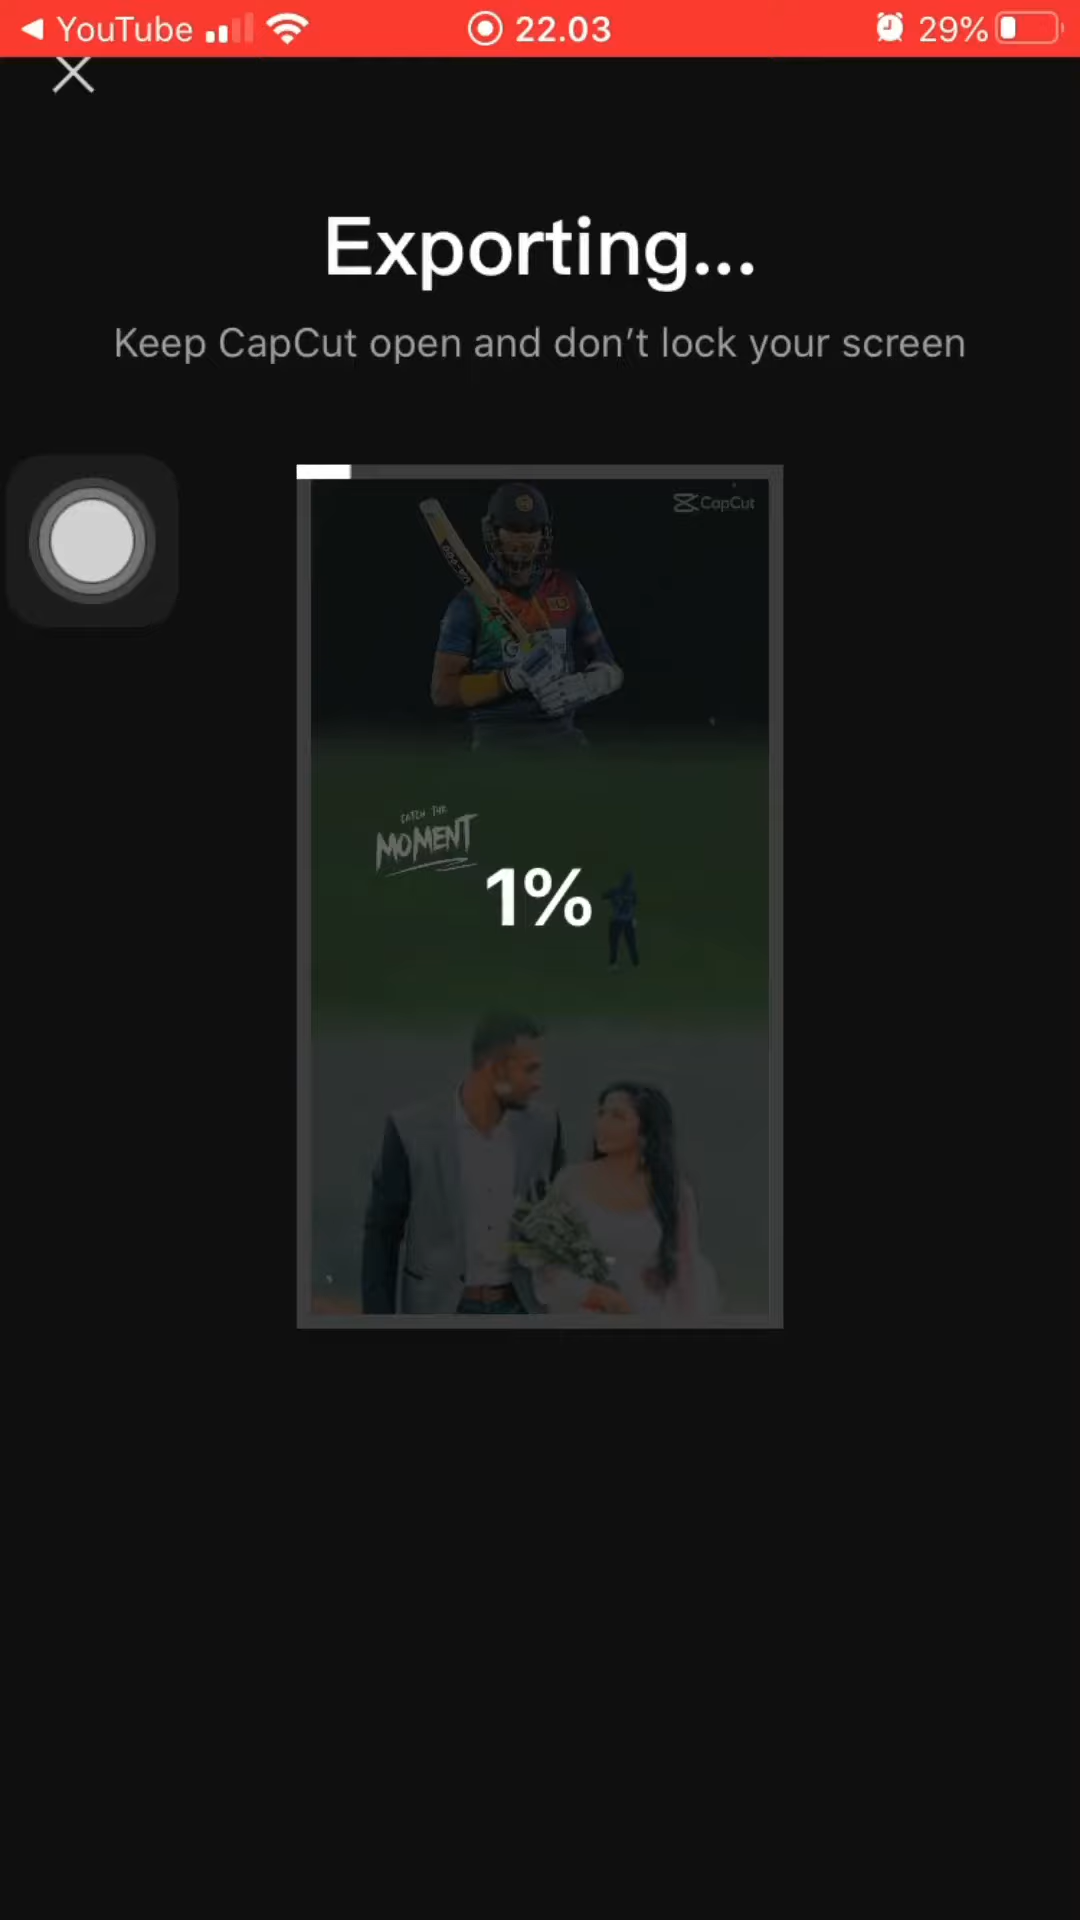 YouTube 22.03 29%
Exporting...
Keep CapCut open and don't lock your screen
CapCut
CATCH THE
MOMENT
1%